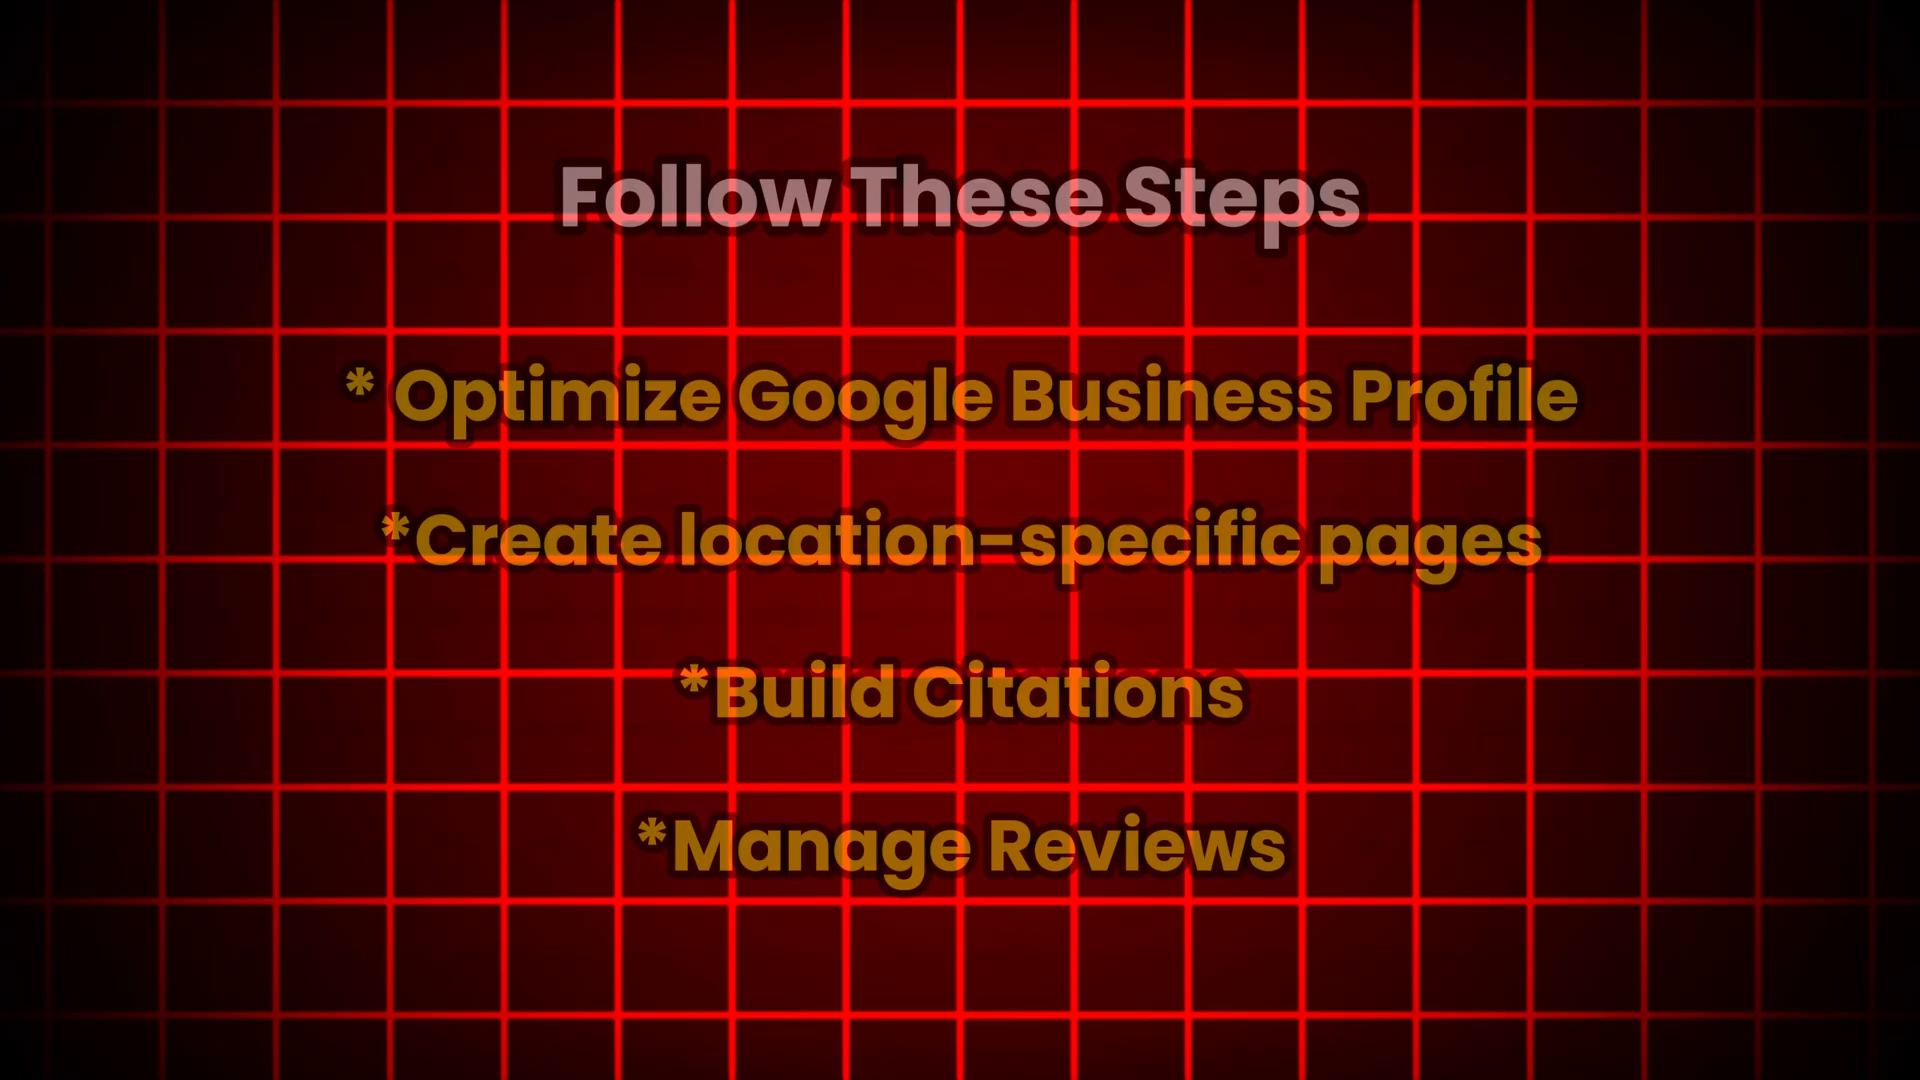 Follow These Steps
* Optimize Google Business Profile
*Create location-specific pages
*Build Citations
*Manage Reviews